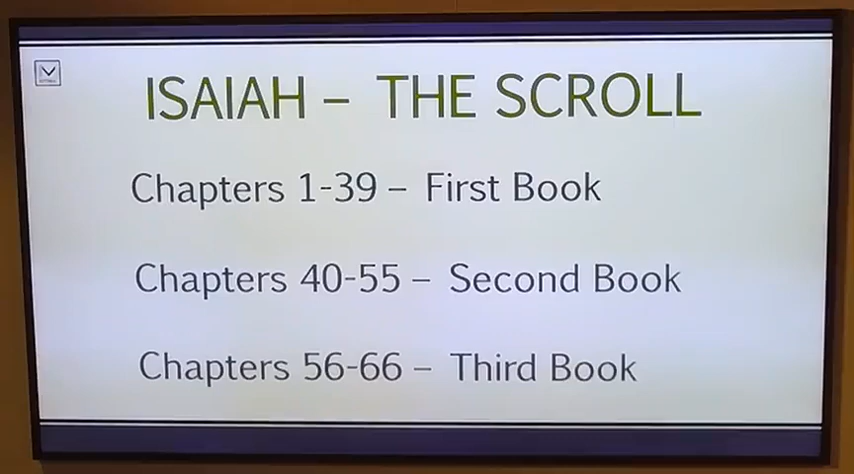 ISAIAH – THE SCROLL
Chapters 1-39 – First Book
Chapters 40-55 – Second Book
Chapters 56-66 – Third Book